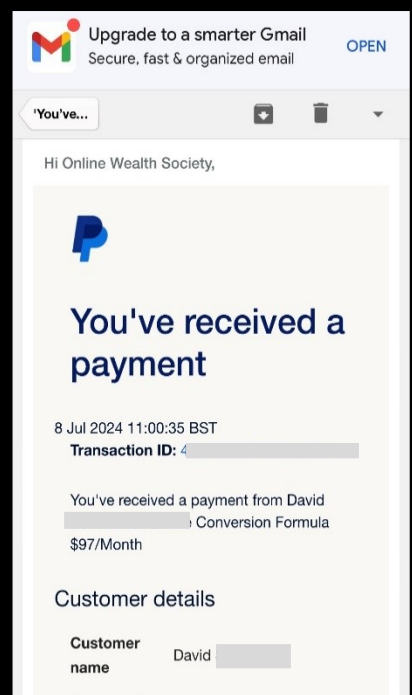 Upgrade to a smarter Gmail
Secure, fast & organized email
OPEN
'You've...
Hi Online Wealth Society,
You've received a
payment
8 Jul 2024 11:00:35 BST
Transaction ID: 4
You've received a payment from David
Conversion Formula
$97/Month
Customer details
Customer
name
David